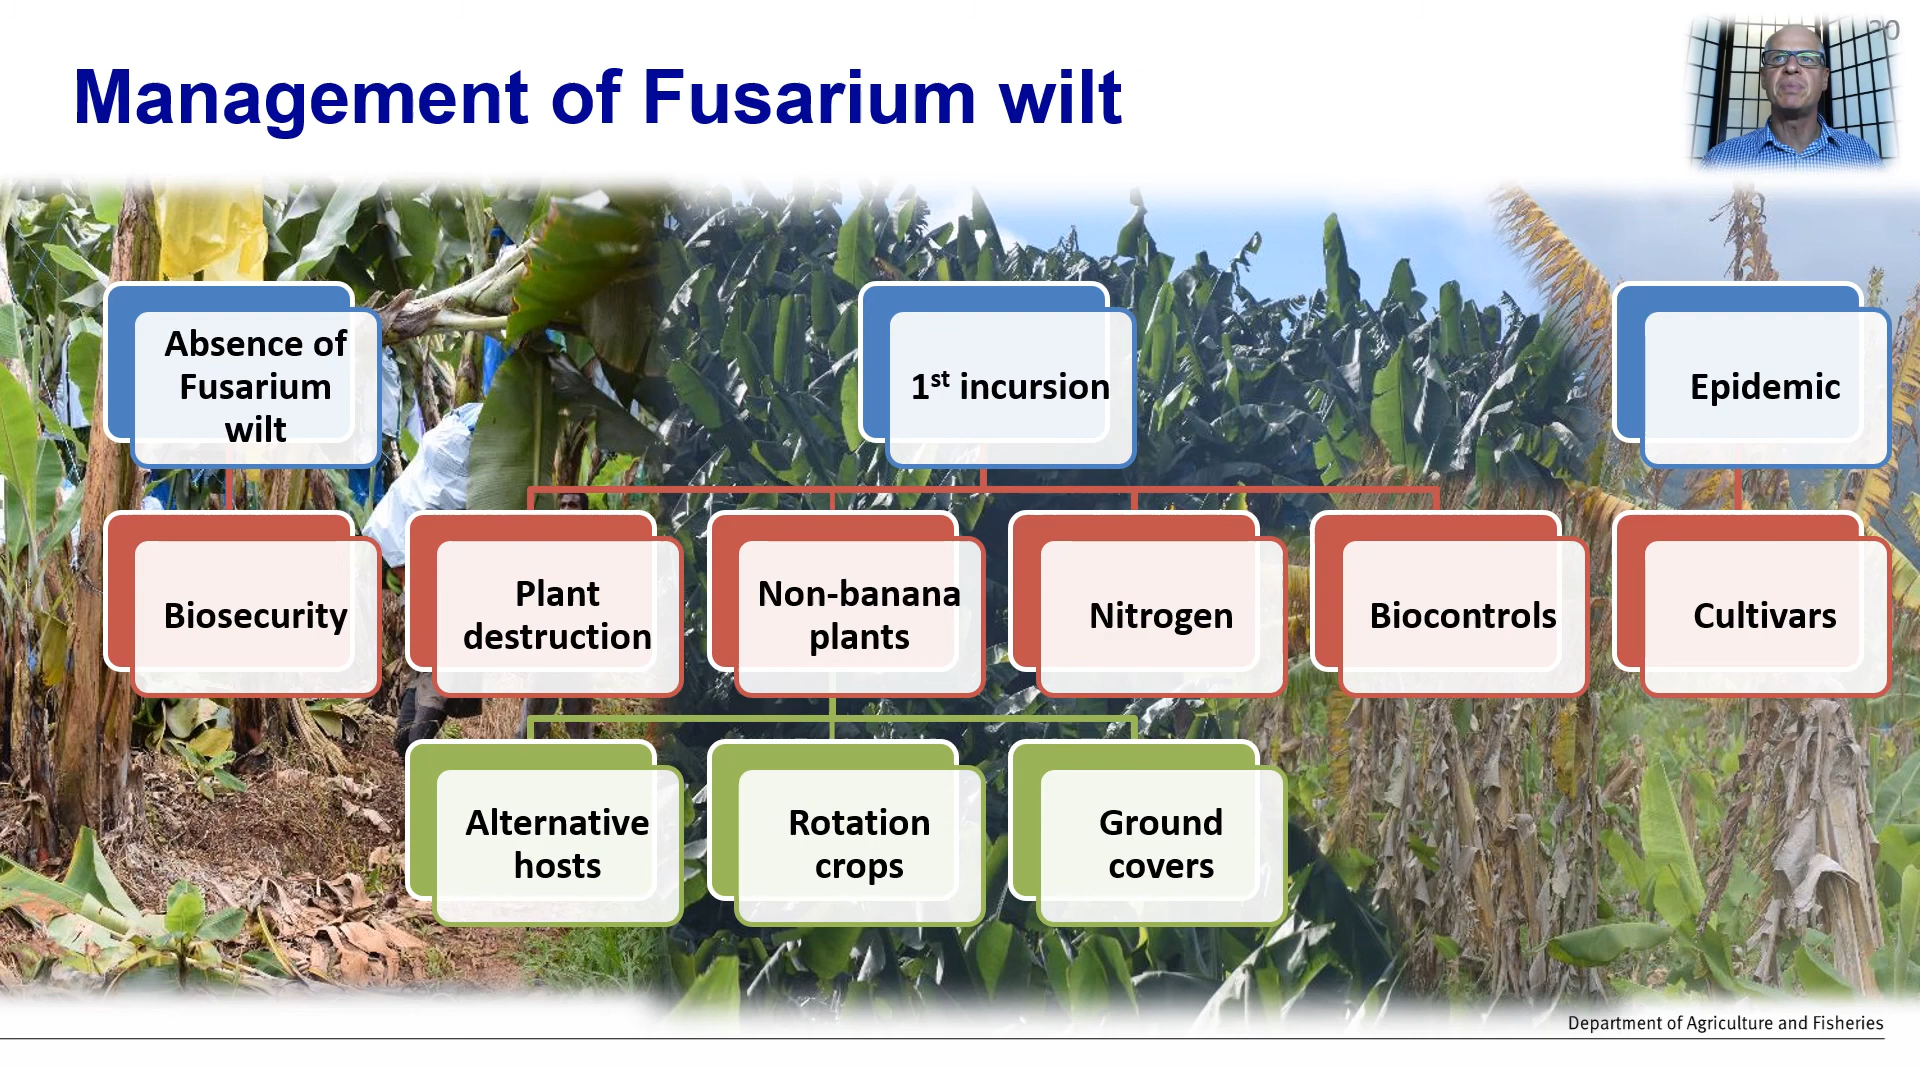 20
Management of Fusarium wilt
Absence of
Fusarium
wilt
1st incursion
Epidemic
Biosecurity
Plant
destruction
Non-banana
plants
Nitrogen
Biocontrols
Cultivars
Alternative
hosts
Rotation
crops
Ground
covers
Department of Agriculture and Fisheries